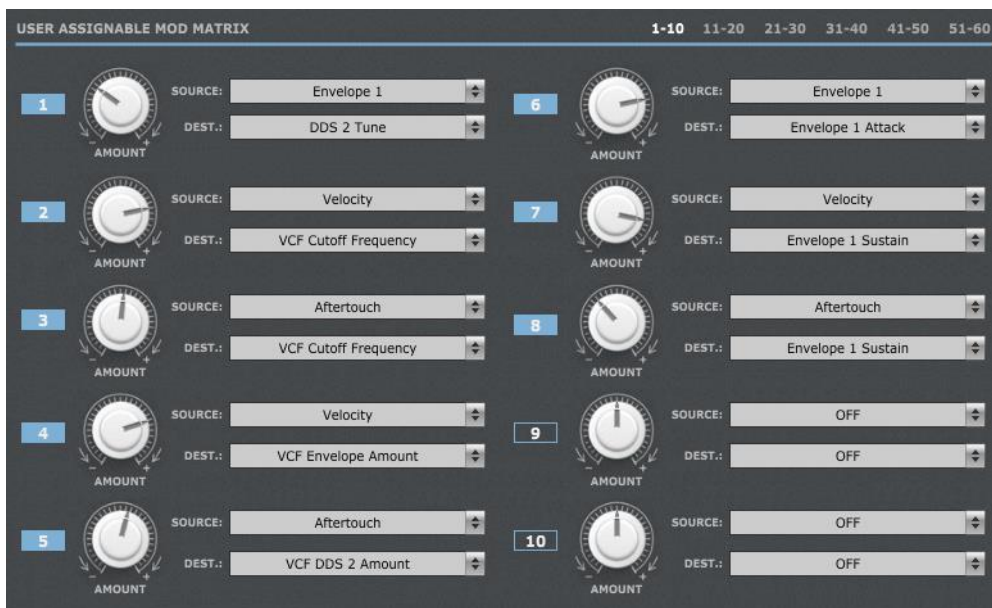 USER ASSIGNABLE MOD MATRIX
1-10 11-20 21-30 31-40 41-50 51-60
1
AMOUNT
SOURCE: Envelope 1
DEST.: DDS 2 Tune
2
AMOUNT
SOURCE: Velocity
DEST.: VCF Cutoff Frequency
3
AMOUNT
SOURCE: Aftertouch
DEST.: VCF Cutoff Frequency
4
AMOUNT
SOURCE: Velocity
DEST.: VCF Envelope Amount
5
AMOUNT
SOURCE: Aftertouch
DEST.: VCF DDS 2 Amount
6
AMOUNT
SOURCE: Envelope 1
DEST.: Envelope 1 Attack
7
AMOUNT
SOURCE: Velocity
DEST.: Envelope 1 Sustain
8
AMOUNT
SOURCE: Aftertouch
DEST.: Envelope 1 Sustain
9
AMOUNT
SOURCE: OFF
DEST.: OFF
10
AMOUNT
SOURCE: OFF
DEST.: OFF